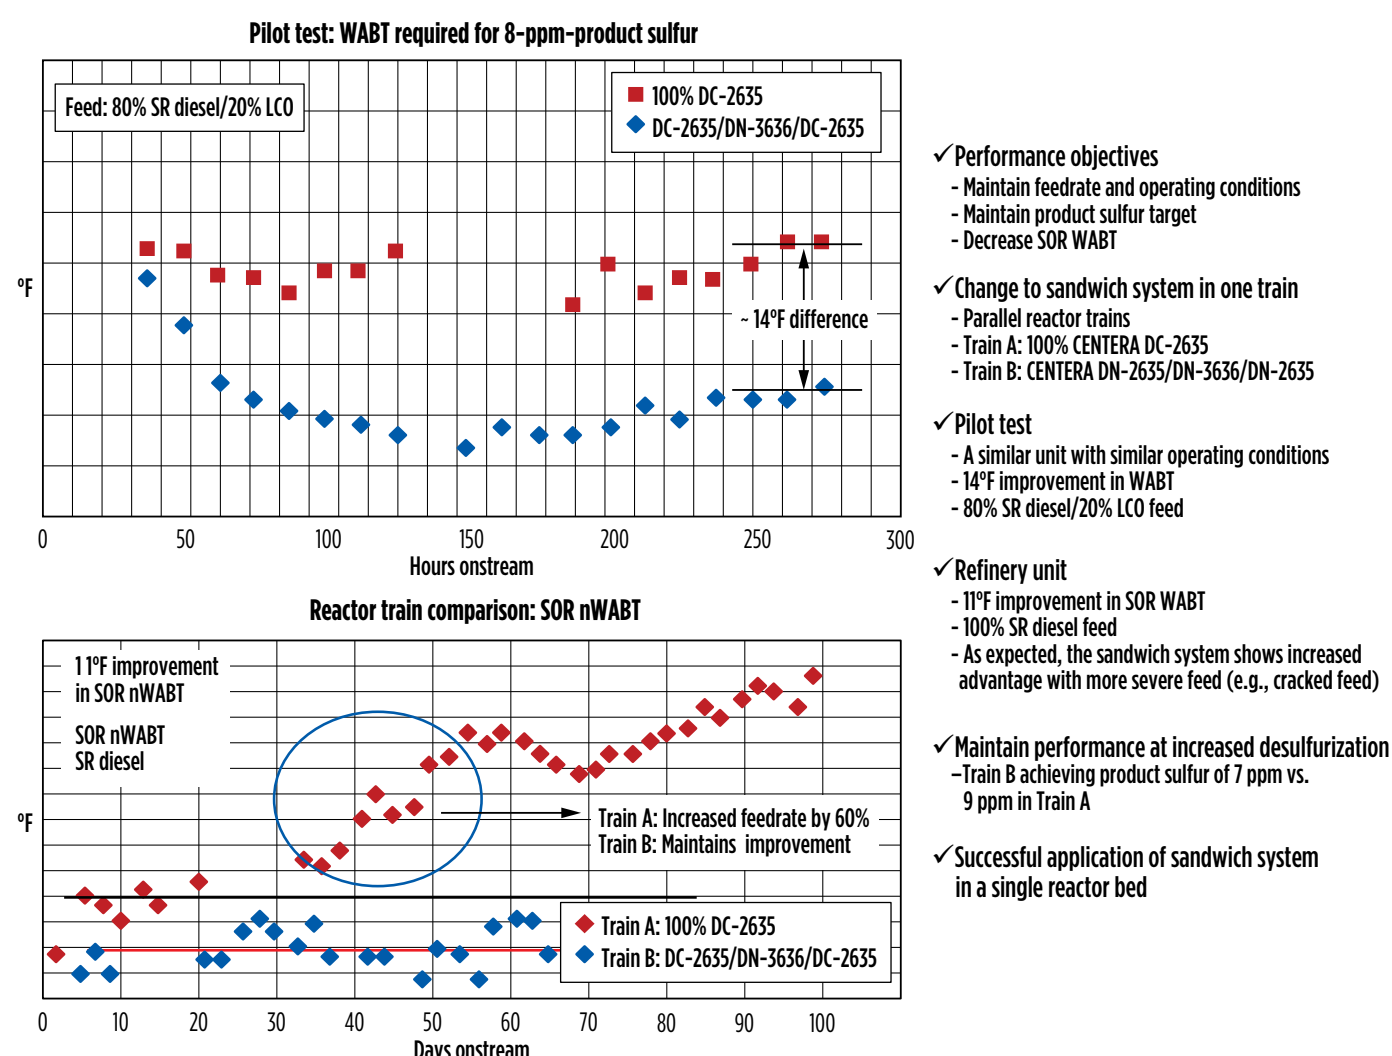 Pilot test: WABT required for 8-ppm-product sulfur
Feed: 80% SR diesel/20% LCO
100% DC-2635
DC-2635/DN-3636/DC-2635
ºF
~ 14ºF difference
0 50 100 150 200 250 300
Hours onstream
Reactor train comparison: SOR nWABT
11ºF improvement
in SOR nWABT
SOR nWABT
SR diesel
ºF
Train A: Increased feedrate by 60%
Train B: Maintains improvement
Train A: 100% DC-2635
Train B: DC-2635/DN-3636/DC-2635
0 10 20 30 40 50 60 70 80 90 100
Days onstream
✓Performance objectives
- Maintain feedrate and operating conditions
- Maintain product sulfur target
- Decrease SOR WABT
✓Change to sandwich system in one train
- Parallel reactor trains
- Train A: 100% CENTERA DC-2635
- Train B: CENTERA DN-2635/DN-3636/DN-2635
✓Pilot test
- A similar unit with similar operating conditions
- 14ºF improvement in WABT
- 80% SR diesel/20% LCO feed
✓Refinery unit
- 11ºF improvement in SOR WABT
- 100% SR diesel feed
- As expected, the sandwich system shows increased
advantage with more severe feed (e.g., cracked feed)
✓Maintain performance at increased desulfurization
–Train B achieving product sulfur of 7 ppm vs.
9 ppm in Train A
✓Successful application of sandwich system
in a single reactor bed